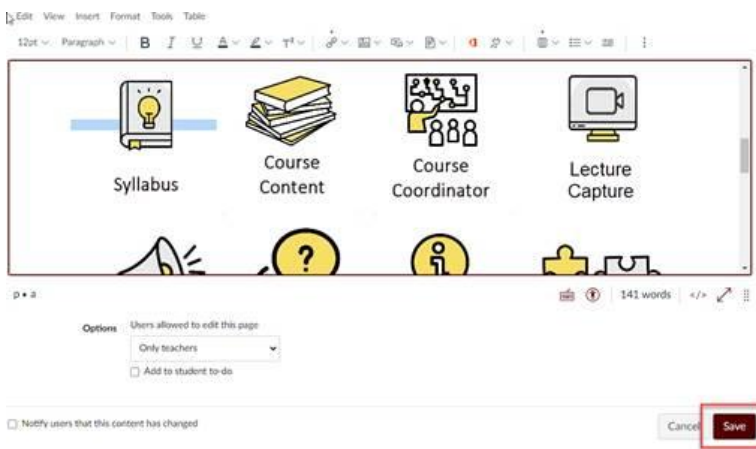 Edit View Insert Format Tools Table
12pt Paragraph B I U A T²
Syllabus
Course
Content
Course
Coordinator
Lecture
Capture
?
i
p • a
141 words </>
Options
Users allowed to edit this page
Only teachers
Add to student to-do
Notify users that this content has changed
Cancel
Save